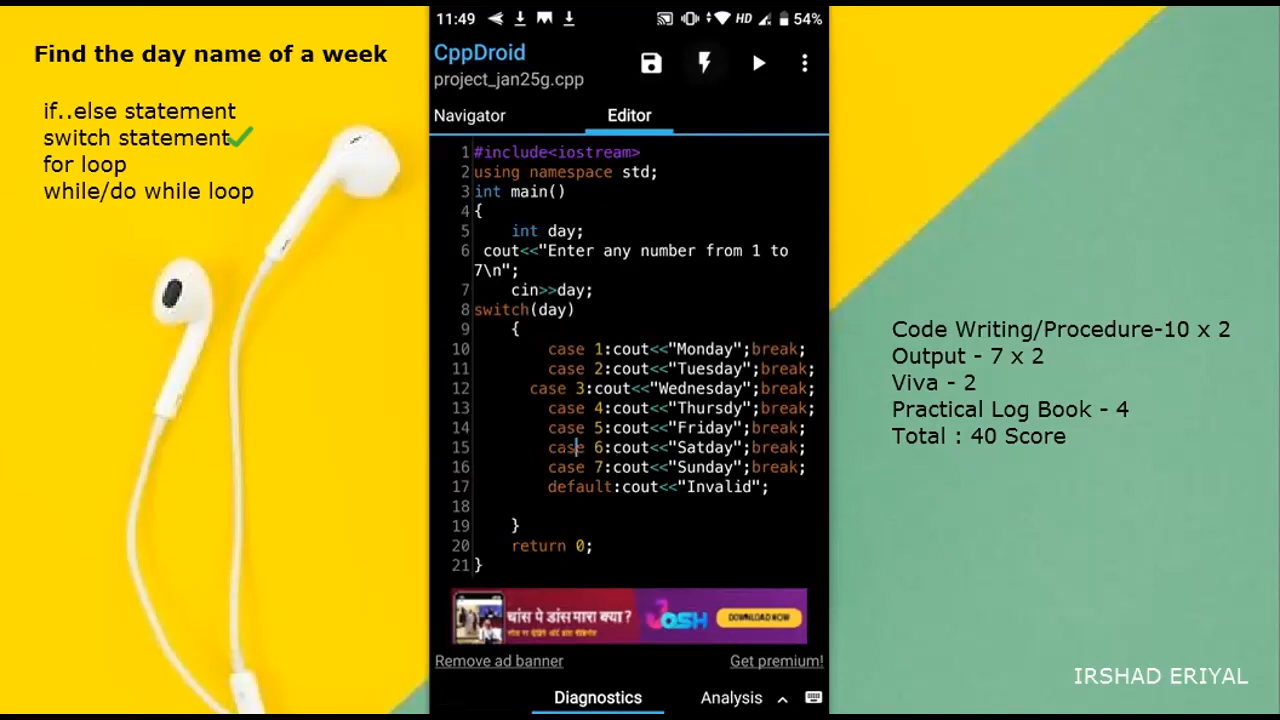 Find the day name of a week
if..else statement
switch statement
for loop
while/do while loop
11:49
HD
54%
CppDroid
project_jan25g.cpp
Navigator
Editor
1 #include<iostream>
2 using namespace std;
3 int main()
4 {
5 int day;
6 cout<<"Enter any number from 1 to
7\n";
7 cin>>day;
8 switch(day)
9 {
10 case 1:cout<<"Monday";break;
11 case 2:cout<<"Tuesday";break;
12 case 3:cout<<"Wednesday";break;
13 case 4:cout<<"Thursdy";break;
14 case 5:cout<<"Friday";break;
15 case 6:cout<<"Satday";break;
16 case 7:cout<<"Sunday";break;
17 default:cout<<"Invalid";
18
19 }
20 return 0;
21 }
चांस पे डांस मारा क्या?
JOSH
DOWNLOAD NOW
Remove ad banner
Get premium!
Diagnostics
Analysis
Code Writing/Procedure-10 x 2
Output - 7 x 2
Viva - 2
Practical Log Book - 4
Total : 40 Score
IRSHAD ERIYAL